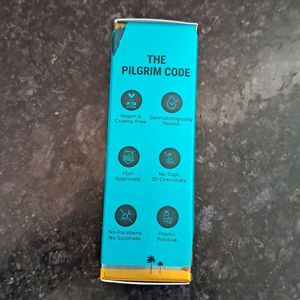 THE
PILGRIM CODE
PETA
Vegan &
Cruelty Free
Dermatologically
Tested
FDA
Approved
No Toxic
20 Chemicals
No Parabens
No Sulphate
Plastic
Positive